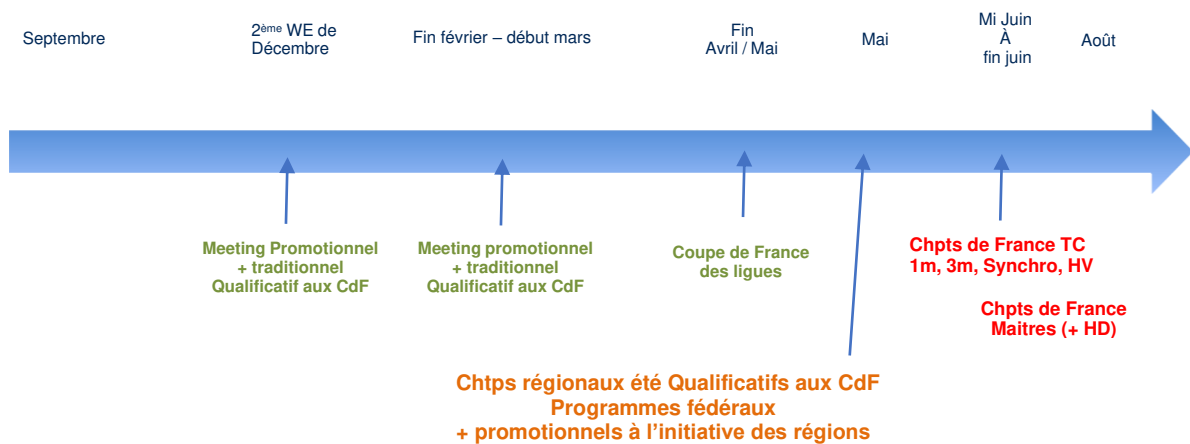 Septembre
2ème WE de
Décembre
Fin février – début mars
Fin
Avril / Mai
Mai
Mi Juin
À
fin juin
Août
Meeting Promotionnel
+ traditionnel
Qualificatif aux CdF
Meeting promotionnel
+ traditionnel
Qualificatif aux CdF
Coupe de France
des ligues
Chpts de France TC
1m, 3m, Synchro, HV
Chpts de France
Maitres (+ HD)
Chtps régionaux été Qualificatifs aux CdF
Programmes fédéraux
+ promotionnels à l’initiative des régions